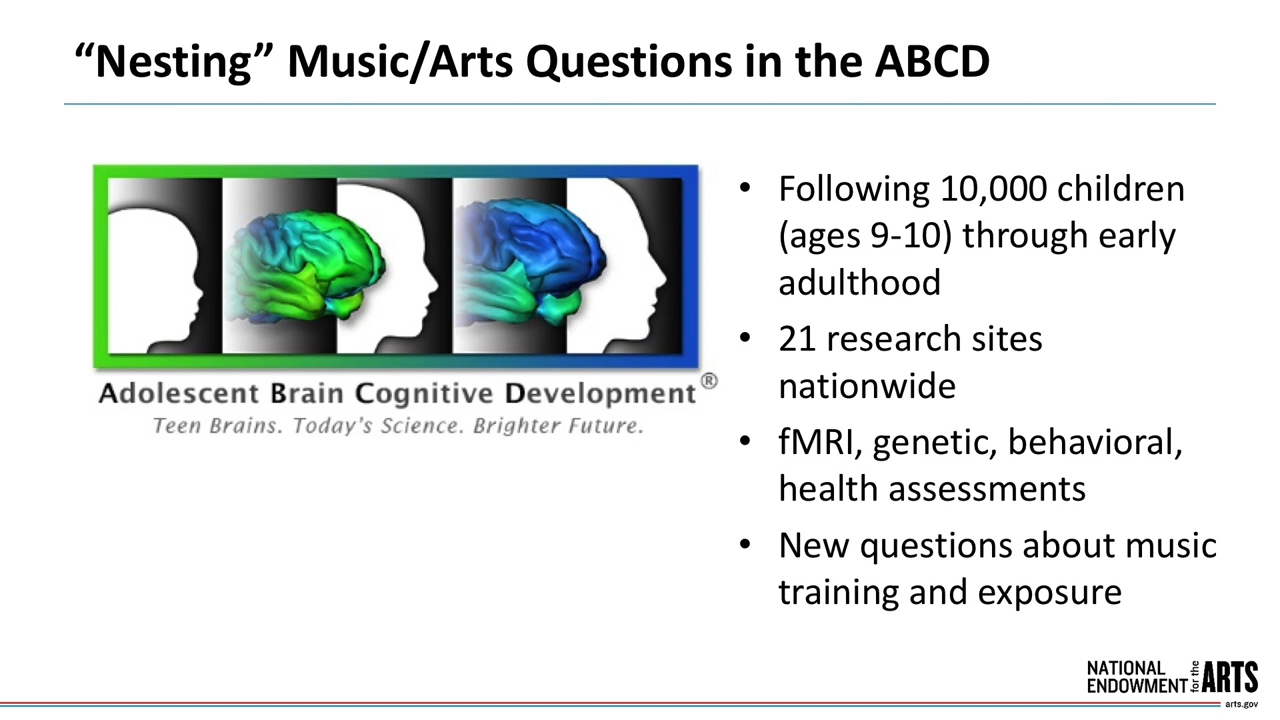 “Nesting” Music/Arts Questions in the ABCD
Adolescent Brain Cognitive Development®
Teen Brains. Today’s Science. Brighter Future.
• Following 10,000 children
(ages 9-10) through early
adulthood
• 21 research sites
nationwide
• fMRI, genetic, behavioral,
health assessments
• New questions about music
training and exposure
NATIONAL
ENDOWMENT for the ARTS
arts.gov